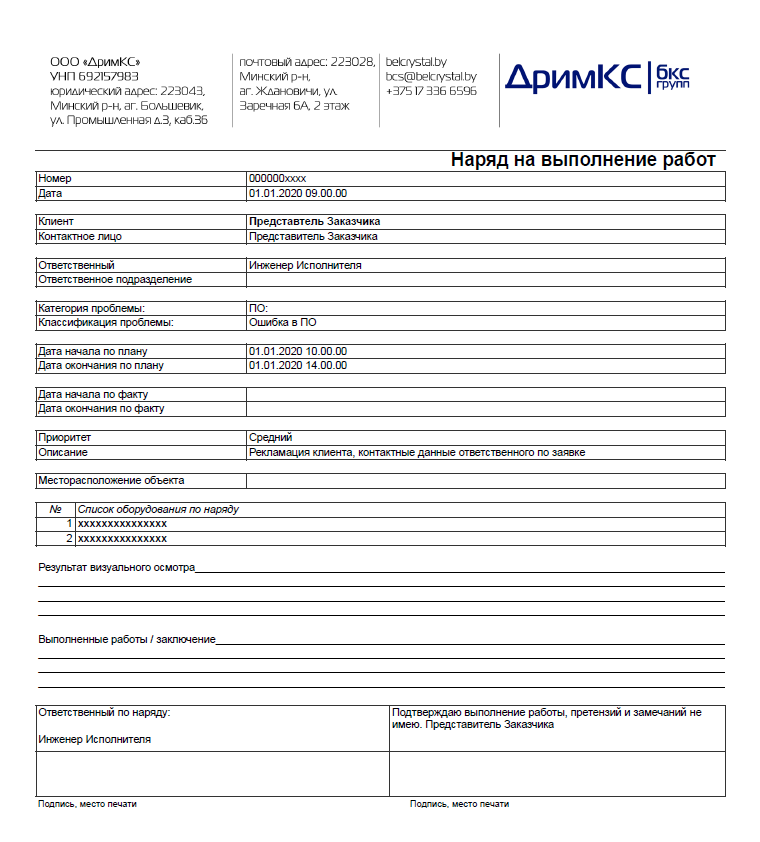 ООО «ДримКС»
УНП 692157983
юридический адрес: 223043,
Минский р-н, аг. Большевик,
ул. Промышленная д.3, каб.36
почтовый адрес: 223028,
Минский р-н,
аг. Ждановичи, ул.
Заречная 6А, 2 этаж
belcrystal.by
bcs@belcrystal.by
+375 17 336 6596
ДримКС | бкс групп
Наряд на выполнение работ
Номер 000000xxxx
Дата 01.01.2020 09.00.00
Клиент Представтель Заказчика
Контактное лицо Представитель Заказчика
Ответственный Инженер Исполнителя
Ответственное подразделение
Категория проблемы: ПО:
Классификация проблемы: Ошибка в ПО
Дата начала по плану 01.01.2020 10.00.00
Дата окончания по плану 01.01.2020 14.00.00
Дата начала по факту
Дата окончания по факту
Приоритет Средний
Описание Рекламация клиента, контактные данные ответственного по заявке
Месторасположение объекта
№ Список оборудования по наряду
1 xxxxxxxxxxxxxxx
2 xxxxxxxxxxxxxxx
Результат визуального осмотра
Выполненные работы / заключение
Ответственный по наряду:
Инженер Исполнителя
Подтверждаю выполнение работы, претензий и замечаний не
имею. Представитель Заказчика
Подпись, место печати
Подпись, место печати